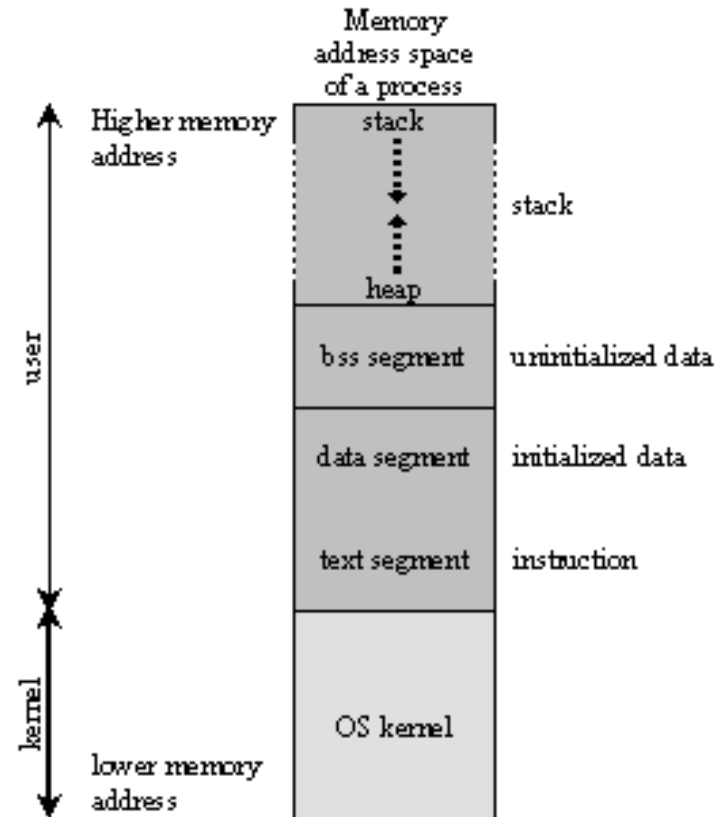 Memory
address space
of a process
Higher memory
address
stack
stack
heap
user
bss segment
uninitialized data
data segment
initialized data
text segment
instruction
kernel
OS kernel
lower memory
address